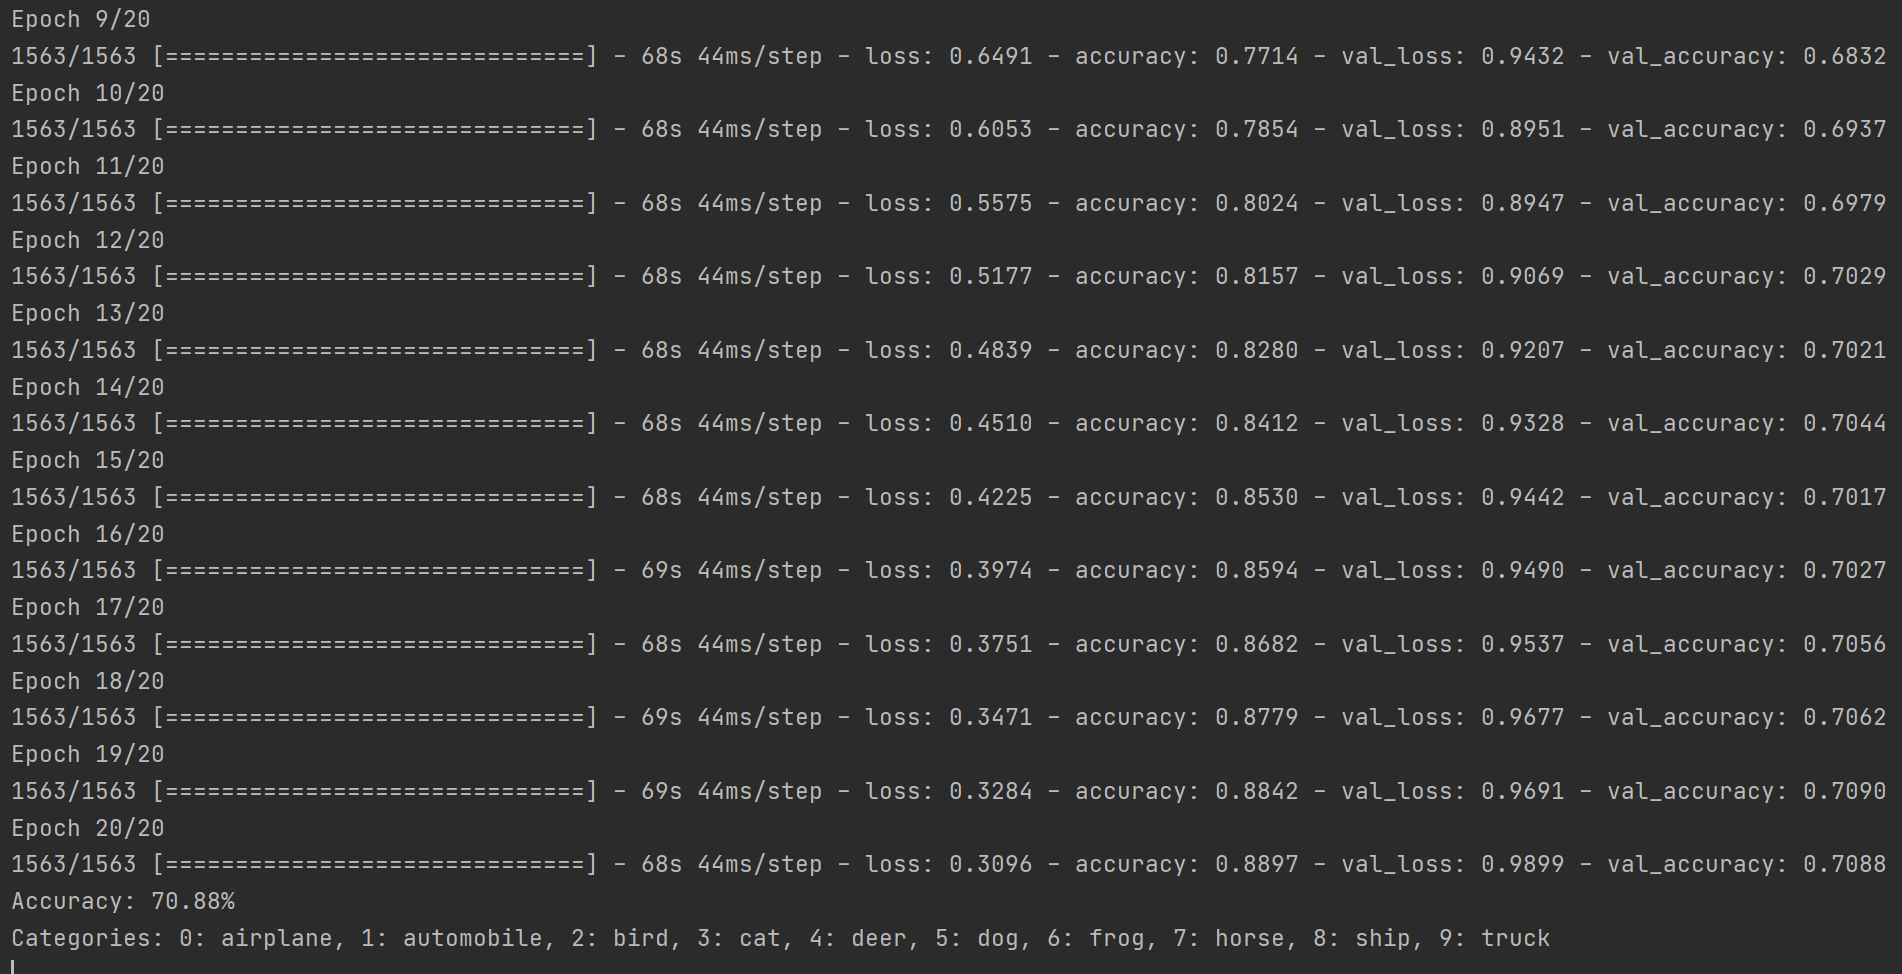 Epoch 9/20
1563/1563 [==============================] - 68s 44ms/step - loss: 0.6491 - accuracy: 0.7714 - val_loss: 0.9432 - val_accuracy: 0.6832
Epoch 10/20
1563/1563 [==============================] - 68s 44ms/step - loss: 0.6053 - accuracy: 0.7854 - val_loss: 0.8951 - val_accuracy: 0.6937
Epoch 11/20
1563/1563 [==============================] - 68s 44ms/step - loss: 0.5575 - accuracy: 0.8024 - val_loss: 0.8947 - val_accuracy: 0.6979
Epoch 12/20
1563/1563 [==============================] - 68s 44ms/step - loss: 0.5177 - accuracy: 0.8157 - val_loss: 0.9069 - val_accuracy: 0.7029
Epoch 13/20
1563/1563 [==============================] - 68s 44ms/step - loss: 0.4839 - accuracy: 0.8280 - val_loss: 0.9207 - val_accuracy: 0.7021
Epoch 14/20
1563/1563 [==============================] - 68s 44ms/step - loss: 0.4510 - accuracy: 0.8412 - val_loss: 0.9328 - val_accuracy: 0.7044
Epoch 15/20
1563/1563 [==============================] - 68s 44ms/step - loss: 0.4225 - accuracy: 0.8530 - val_loss: 0.9442 - val_accuracy: 0.7017
Epoch 16/20
1563/1563 [==============================] - 69s 44ms/step - loss: 0.3974 - accuracy: 0.8594 - val_loss: 0.9490 - val_accuracy: 0.7027
Epoch 17/20
1563/1563 [==============================] - 68s 44ms/step - loss: 0.3751 - accuracy: 0.8682 - val_loss: 0.9537 - val_accuracy: 0.7056
Epoch 18/20
1563/1563 [==============================] - 69s 44ms/step - loss: 0.3471 - accuracy: 0.8779 - val_loss: 0.9677 - val_accuracy: 0.7062
Epoch 19/20
1563/1563 [==============================] - 69s 44ms/step - loss: 0.3284 - accuracy: 0.8842 - val_loss: 0.9691 - val_accuracy: 0.7090
Epoch 20/20
1563/1563 [==============================] - 68s 44ms/step - loss: 0.3096 - accuracy: 0.8897 - val_loss: 0.9899 - val_accuracy: 0.7088
Accuracy: 70.88%
Categories: 0: airplane, 1: automobile, 2: bird, 3: cat, 4: deer, 5: dog, 6: frog, 7: horse, 8: ship, 9: truck